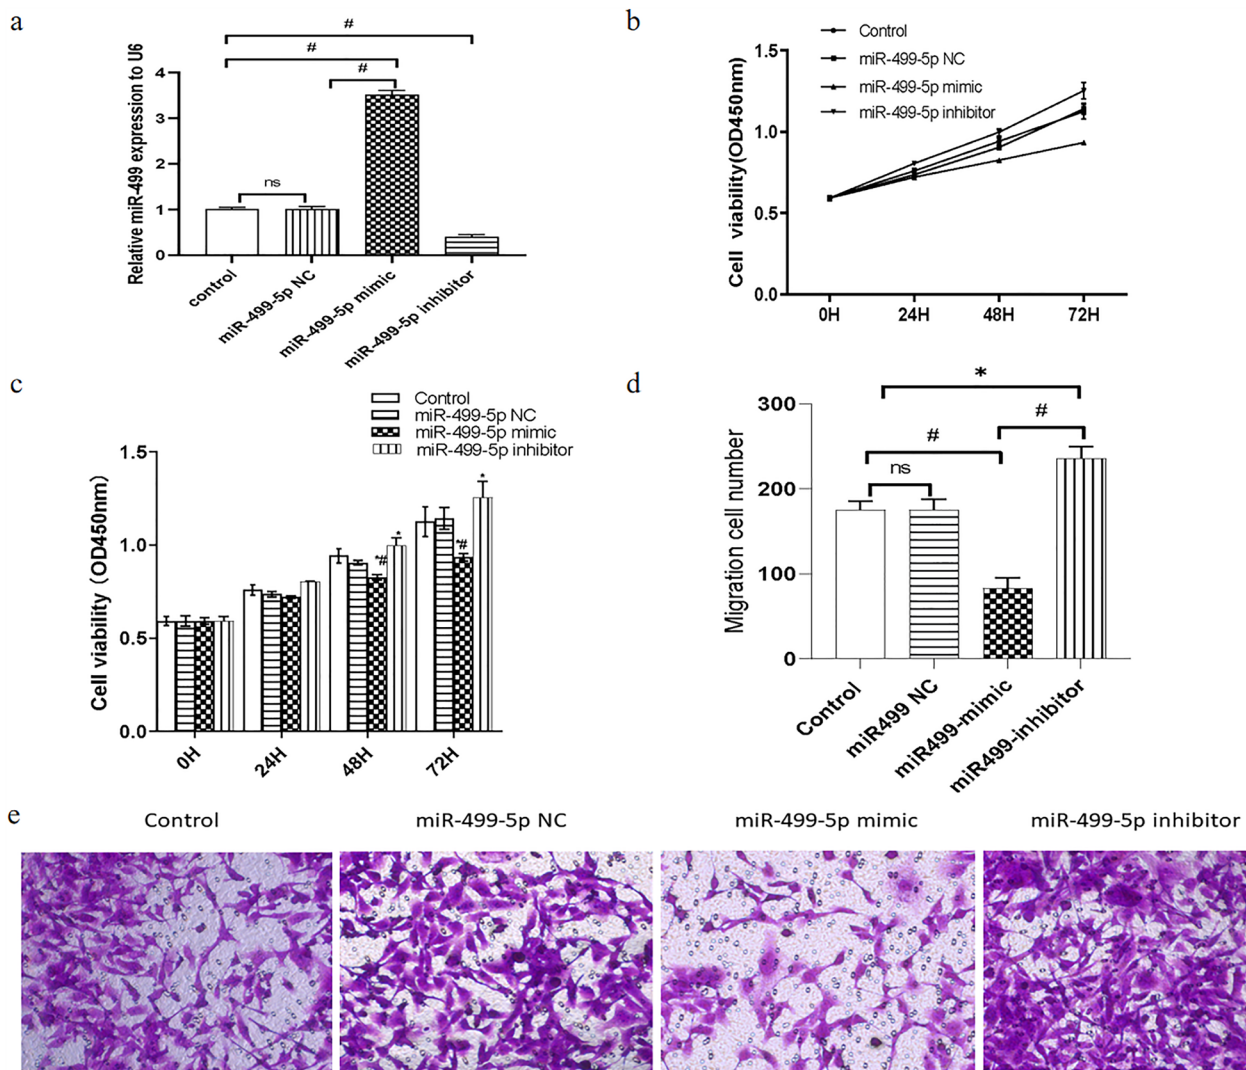 a
#
#
#
ns
Relative miR-499 expression to U6
4
3
2
1
0
control
miR-499-5p NC
miR-499-5p mimic
miR-499-5p inhibitor
b
Control
miR-499-5p NC
miR-499-5p mimic
miR-499-5p inhibitor
Cell viability(OD450nm)
1.5
1.0
0.5
0.0
0H
24H
48H
72H
c
Control
miR-499-5p NC
miR-499-5p mimic
miR-499-5p inhibitor
Cell viability (OD450nm)
1.5
1.0
0.5
0.0
*#
*
*#
*
0H
24H
48H
72H
d
*
#
#
ns
Migration cell number
300
200
100
0
Control
miR499 NC
miR499-mimic
miR499-inhibitor
e
Control
miR-499-5p NC
miR-499-5p mimic
miR-499-5p inhibitor